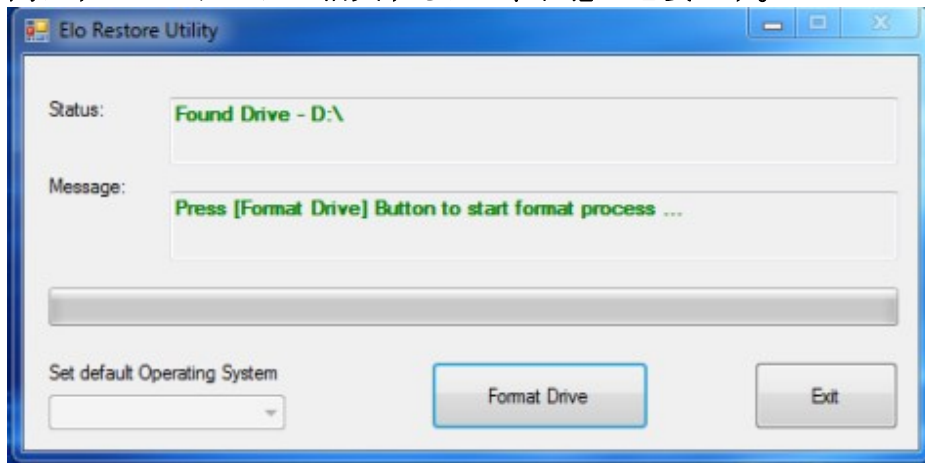 Elo Restore Utility
Status:
Found Drive - D:\
Message:
Press [Format Drive] Button to start format process ...
Set default Operating System
Format Drive
Exit